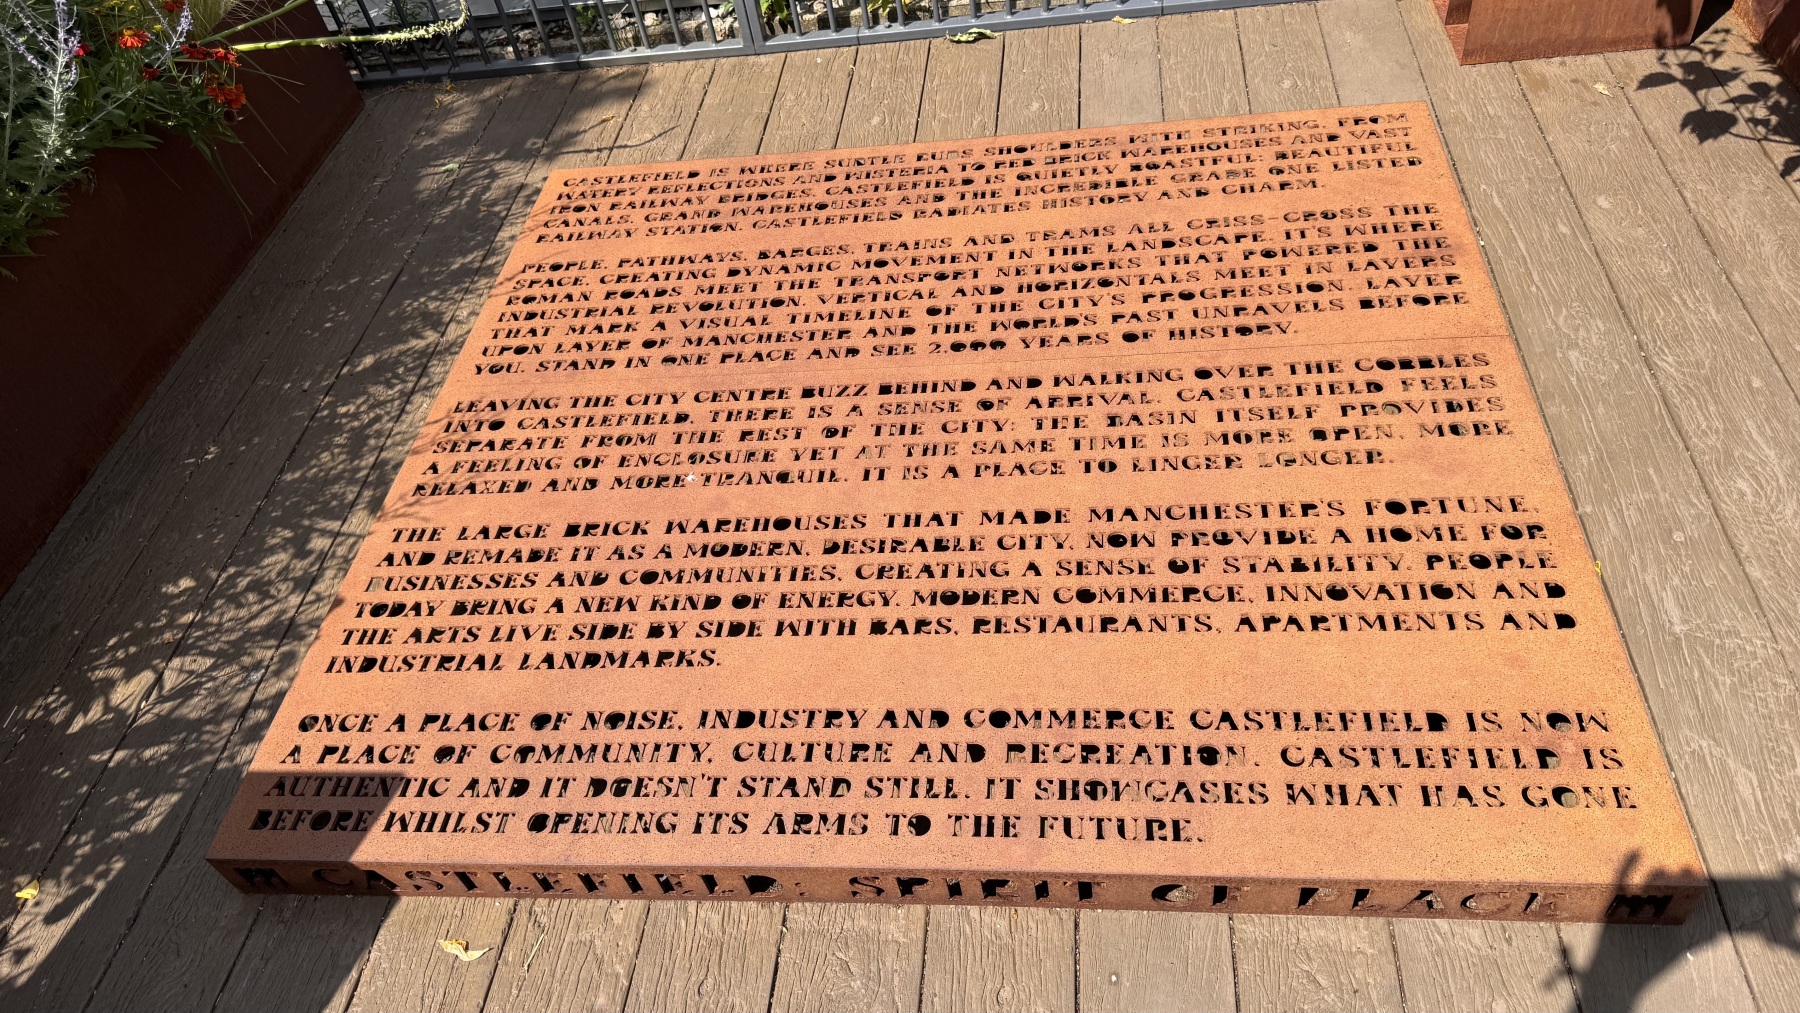 CASTLEFIELD IS WHERE SUBTLE RUBS SHOULDERS WITH STRIKING. FROM
WATERY REFLECTIONS AND WISTERIA TO RED BRICK WAREHOUSES AND VAST
IRON RAILWAY BRIDGES, CASTLEFIELD IS QUIETLY BOASTFUL: BEAUTIFUL
CANALS, GRAND WAREHOUSES AND THE INCREDIBLE GRADE ONE LISTED
RAILWAY STATION. CASTLEFIELD RADIATES HISTORY AND CHARM.
PEOPLE, PATHWAYS, BARGES, TRAINS AND TRAMS ALL CRISS-CROSS THE
SPACE, CREATING DYNAMIC MOVEMENT IN THE LANDSCAPE. IT'S WHERE
ROMAN ROADS MEET THE TRANSPORT NETWORKS THAT POWERED THE
INDUSTRIAL REVOLUTION. VERTICAL AND HORIZONTALS MEET IN LAYERS
THAT MARK A VISUAL TIMELINE OF THE CITY'S PROGRESSION. LAYER
UPON LAYER OF MANCHESTER AND THE WORLD'S PAST UNRAVELS BEFORE
YOU. STAND IN ONE PLACE AND SEE 2,000 YEARS OF HISTORY.
LEAVING THE CITY CENTRE BUZZ BEHIND AND WALKING OVER THE COBBLES
INTO CASTLEFIELD, THERE IS A SENSE OF ARRIVAL. CASTLEFIELD FEELS
SEPARATE FROM THE REST OF THE CITY: THE BASIN ITSELF PROVIDES
A FEELING OF ENCLOSURE YET AT THE SAME TIME IS MORE OPEN, MORE
RELAXED AND MORE TRANQUIL. IT IS A PLACE TO LINGER LONGER.
THE LARGE BRICK WAREHOUSES THAT MADE MANCHESTER'S FORTUNE,
AND REMADE IT AS A MODERN, DESIRABLE CITY, NOW PROVIDE A HOME FOR
BUSINESSES AND COMMUNITIES, CREATING A SENSE OF STABILITY. PEOPLE
TODAY BRING A NEW KIND OF ENERGY. MODERN COMMERCE, INNOVATION AND
THE ARTS LIVE SIDE BY SIDE WITH BARS, RESTAURANTS, APARTMENTS AND
INDUSTRIAL LANDMARKS.
ONCE A PLACE OF NOISE, INDUSTRY AND COMMERCE CASTLEFIELD IS NOW
A PLACE OF COMMUNITY, CULTURE AND RECREATION. CASTLEFIELD IS
AUTHENTIC AND IT DOESN'T STAND STILL. IT SHOWCASES WHAT HAS GONE
BEFORE WHILST OPENING ITS ARMS TO THE FUTURE.
CASTLEFIELD: SPIRIT OF PLACE